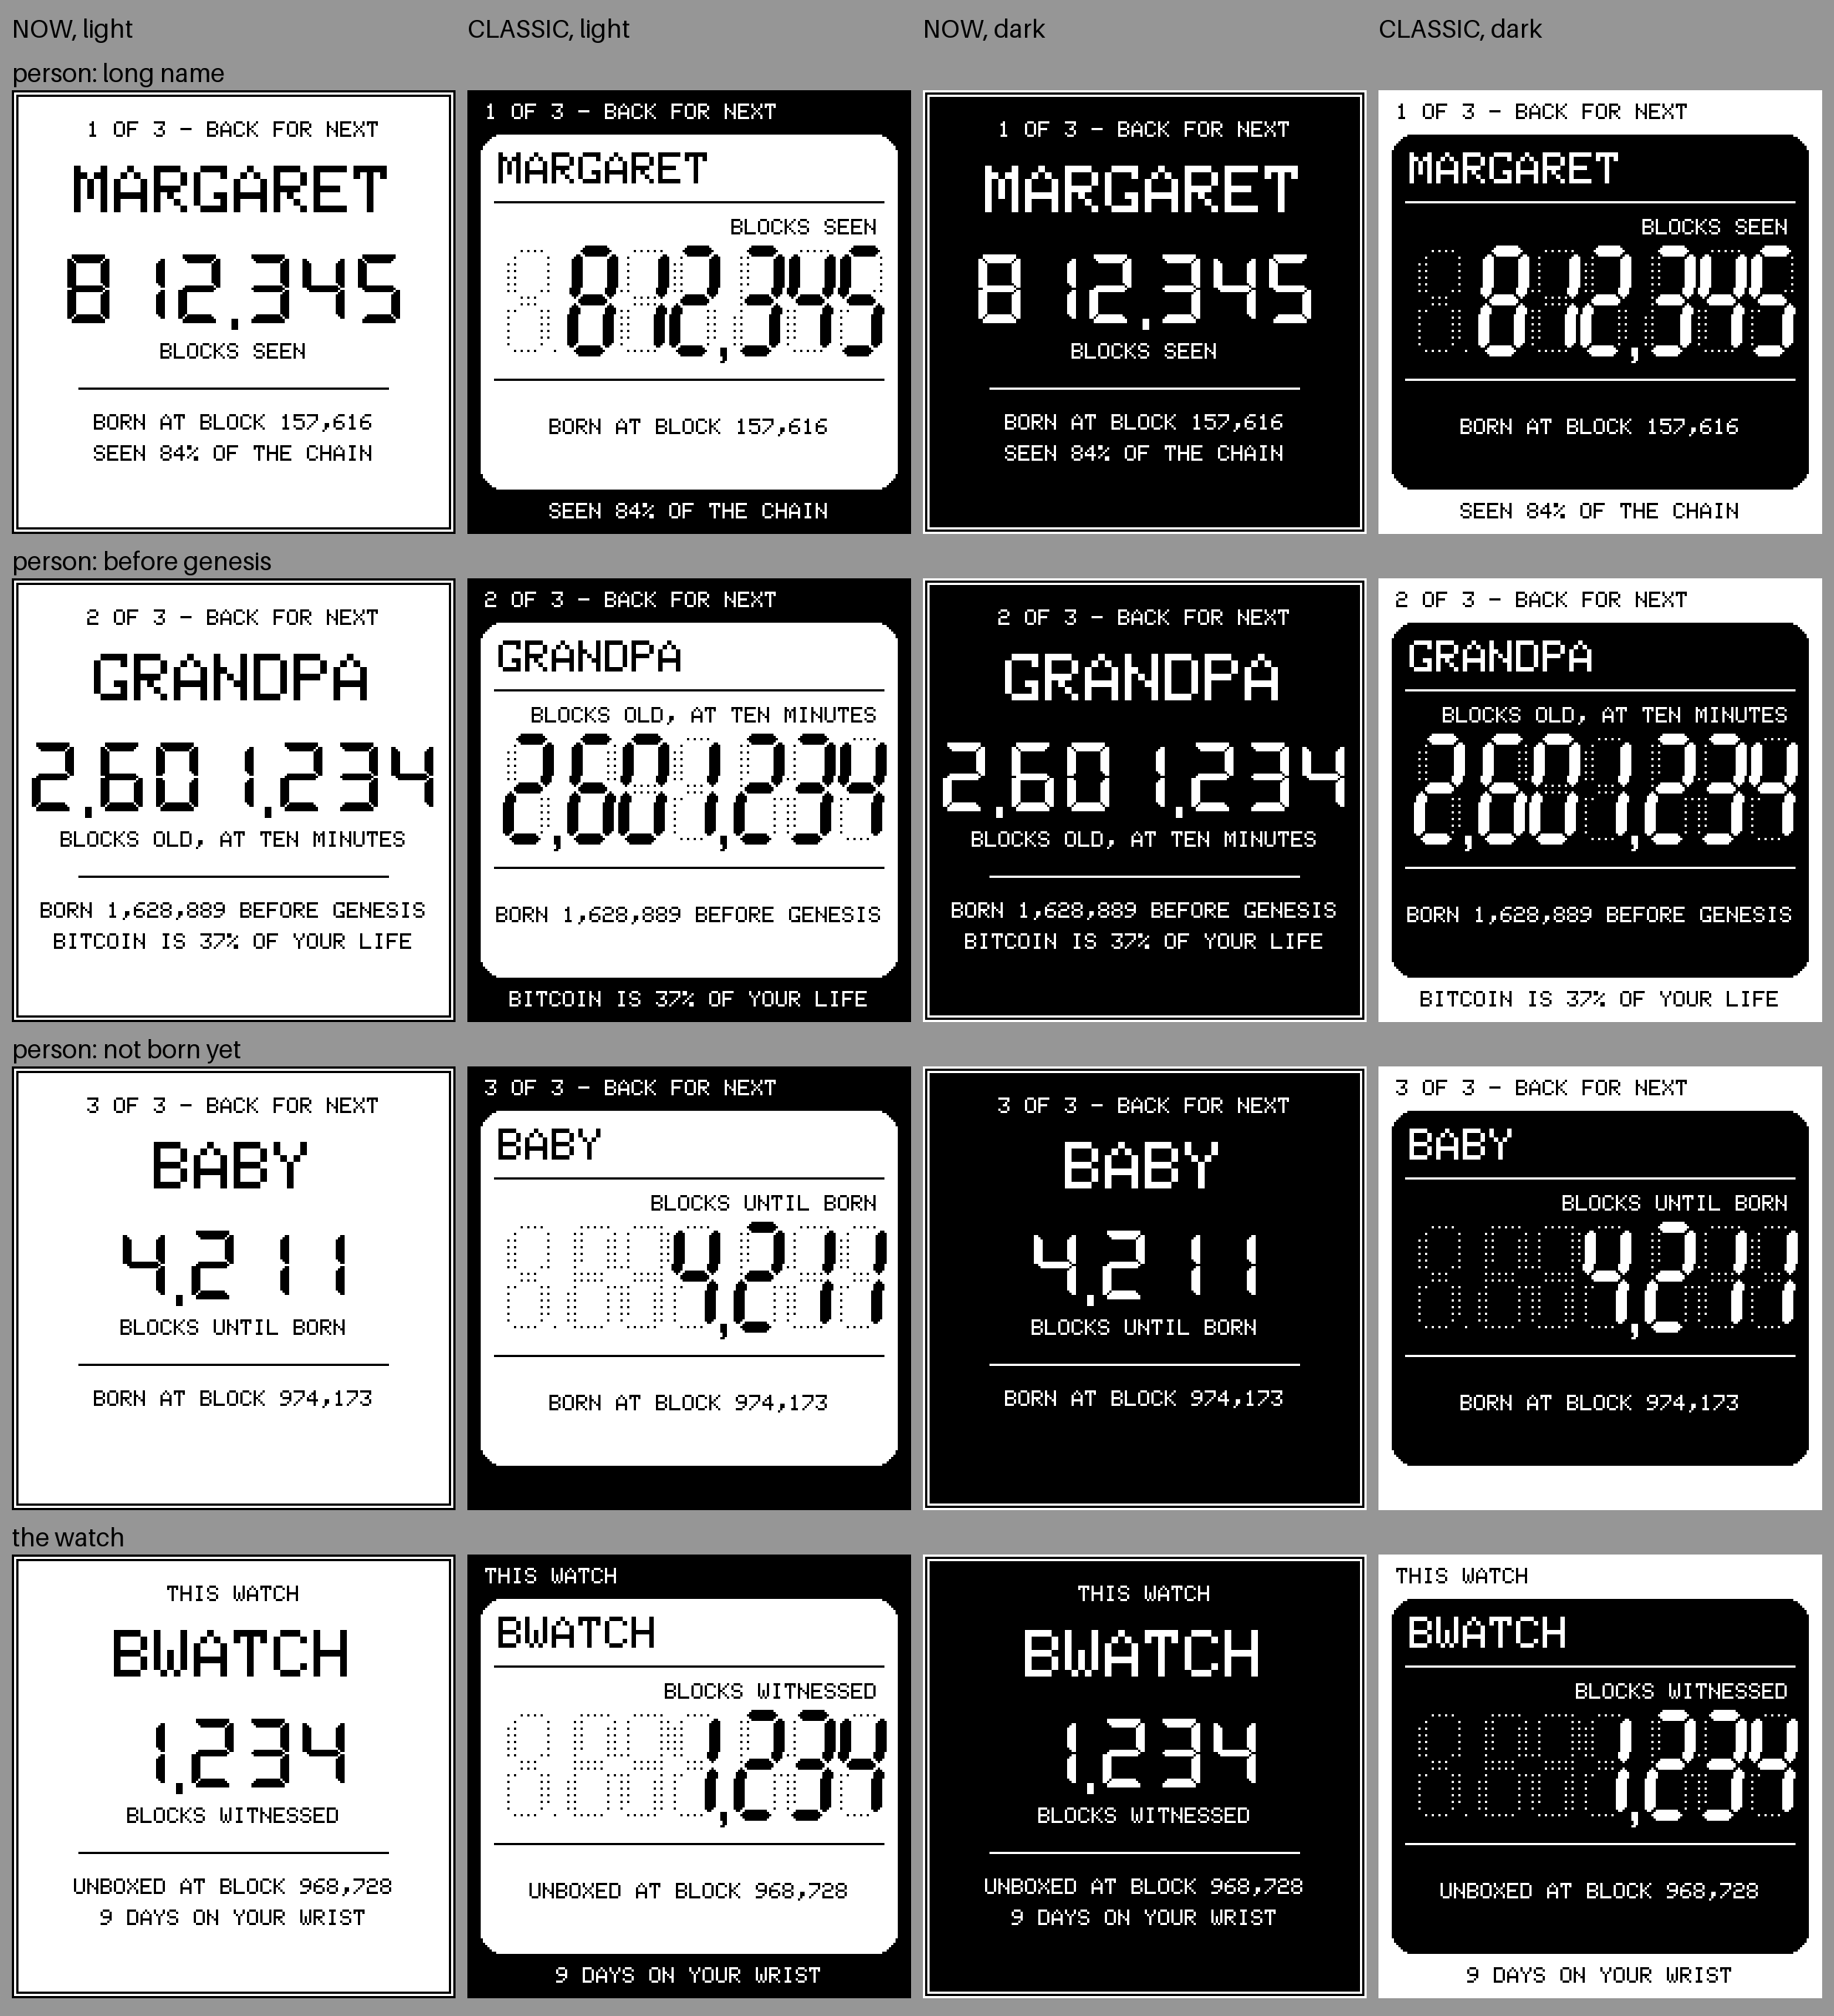 NOW, light
CLASSIC, light
NOW, dark
CLASSIC, dark
person: long name
1 OF 3 - BACK FOR NEXT
MARGARET
812,345
BLOCKS SEEN
BORN AT BLOCK 157,616
SEEN 84% OF THE CHAIN
1 OF 3 - BACK FOR NEXT
MARGARET
BLOCKS SEEN
812,345
BORN AT BLOCK 157,616
SEEN 84% OF THE CHAIN
1 OF 3 - BACK FOR NEXT
MARGARET
812,345
BLOCKS SEEN
BORN AT BLOCK 157,616
SEEN 84% OF THE CHAIN
1 OF 3 - BACK FOR NEXT
MARGARET
BLOCKS SEEN
812,345
BORN AT BLOCK 157,616
SEEN 84% OF THE CHAIN
person: before genesis
2 OF 3 - BACK FOR NEXT
GRANDPA
2,601,234
BLOCKS OLD, AT TEN MINUTES
BORN 1,628,889 BEFORE GENESIS
BITCOIN IS 37% OF YOUR LIFE
2 OF 3 - BACK FOR NEXT
GRANDPA
BLOCKS OLD, AT TEN MINUTES
2,601,234
BORN 1,628,889 BEFORE GENESIS
BITCOIN IS 37% OF YOUR LIFE
2 OF 3 - BACK FOR NEXT
GRANDPA
2,601,234
BLOCKS OLD, AT TEN MINUTES
BORN 1,628,889 BEFORE GENESIS
BITCOIN IS 37% OF YOUR LIFE
2 OF 3 - BACK FOR NEXT
GRANDPA
BLOCKS OLD, AT TEN MINUTES
2,601,234
BORN 1,628,889 BEFORE GENESIS
BITCOIN IS 37% OF YOUR LIFE
person: not born yet
3 OF 3 - BACK FOR NEXT
BABY
4,211
BLOCKS UNTIL BORN
BORN AT BLOCK 974,173
3 OF 3 - BACK FOR NEXT
BABY
BLOCKS UNTIL BORN
4,211
BORN AT BLOCK 974,173
3 OF 3 - BACK FOR NEXT
BABY
4,211
BLOCKS UNTIL BORN
BORN AT BLOCK 974,173
3 OF 3 - BACK FOR NEXT
BABY
BLOCKS UNTIL BORN
4,211
BORN AT BLOCK 974,173
the watch
THIS WATCH
BWATCH
1,234
BLOCKS WITNESSED
UNBOXED AT BLOCK 968,728
9 DAYS ON YOUR WRIST
THIS WATCH
BWATCH
BLOCKS WITNESSED
1,234
UNBOXED AT BLOCK 968,728
9 DAYS ON YOUR WRIST
THIS WATCH
BWATCH
1,234
BLOCKS WITNESSED
UNBOXED AT BLOCK 968,728
9 DAYS ON YOUR WRIST
THIS WATCH
BWATCH
BLOCKS WITNESSED
1,234
UNBOXED AT BLOCK 968,728
9 DAYS ON YOUR WRIST